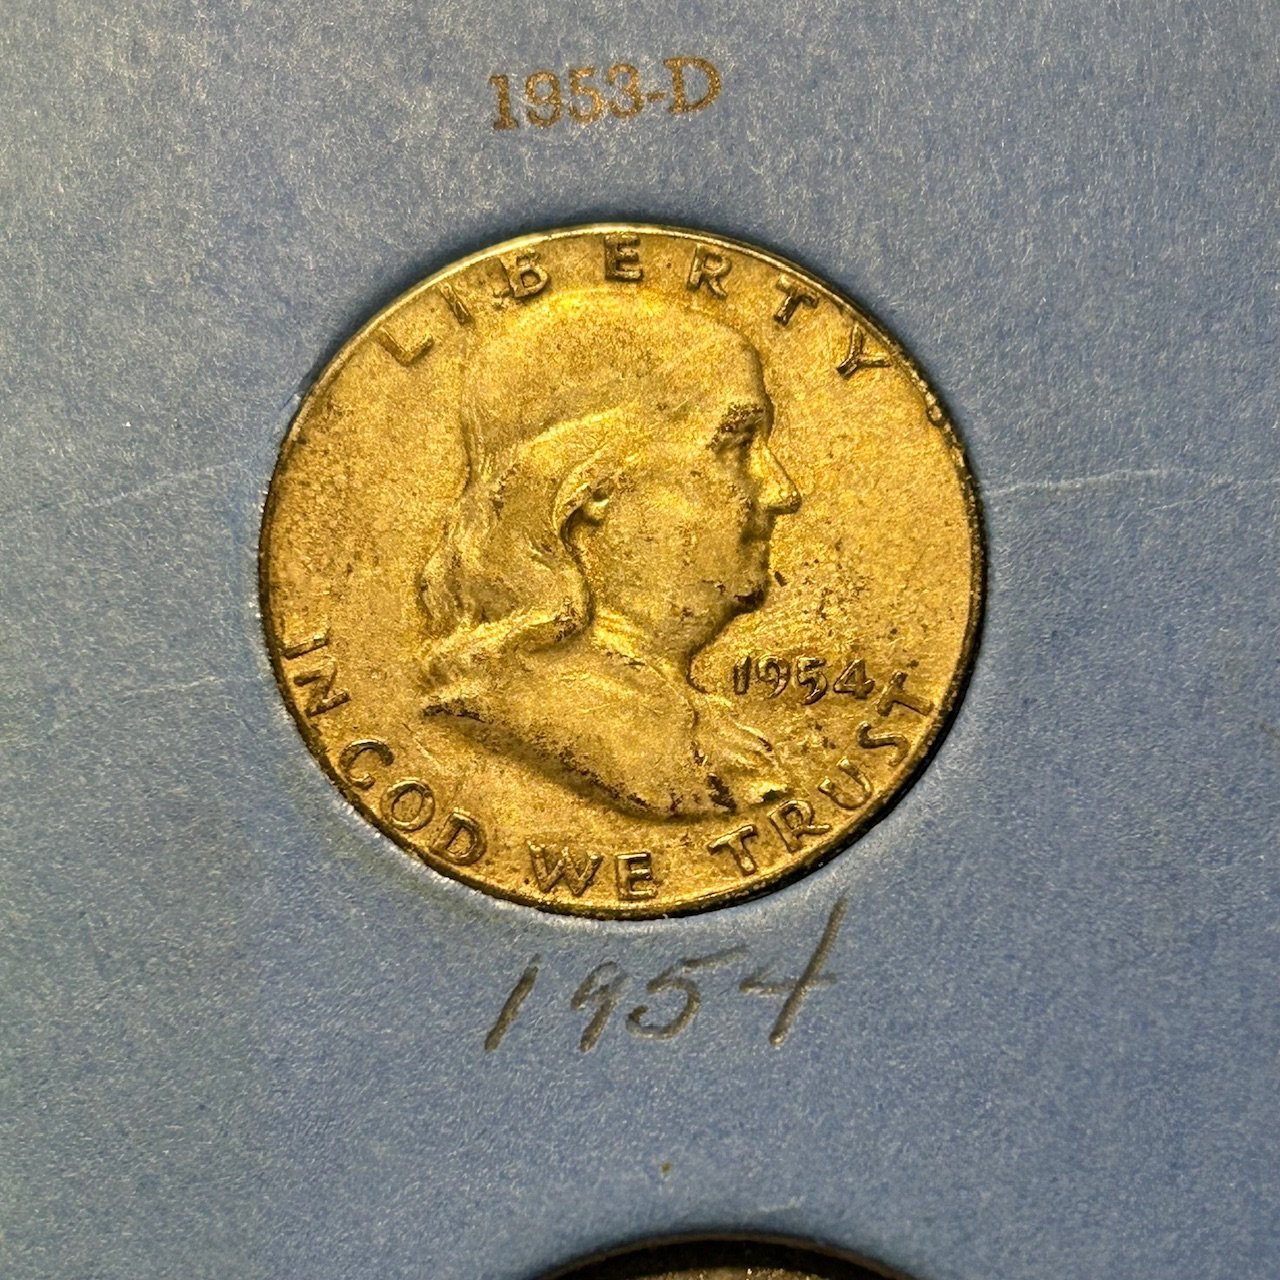 1953-D
LIBERTY
1954
IN GOD WE TRUST
1954